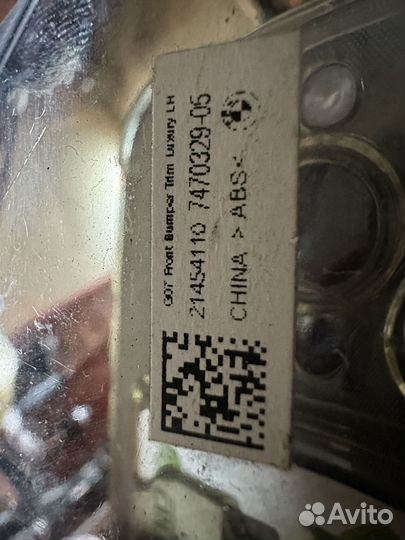 G07 Front Bumper Trim Luxury LH
21454110 7470329-05
CHINA >ABS<
Avito